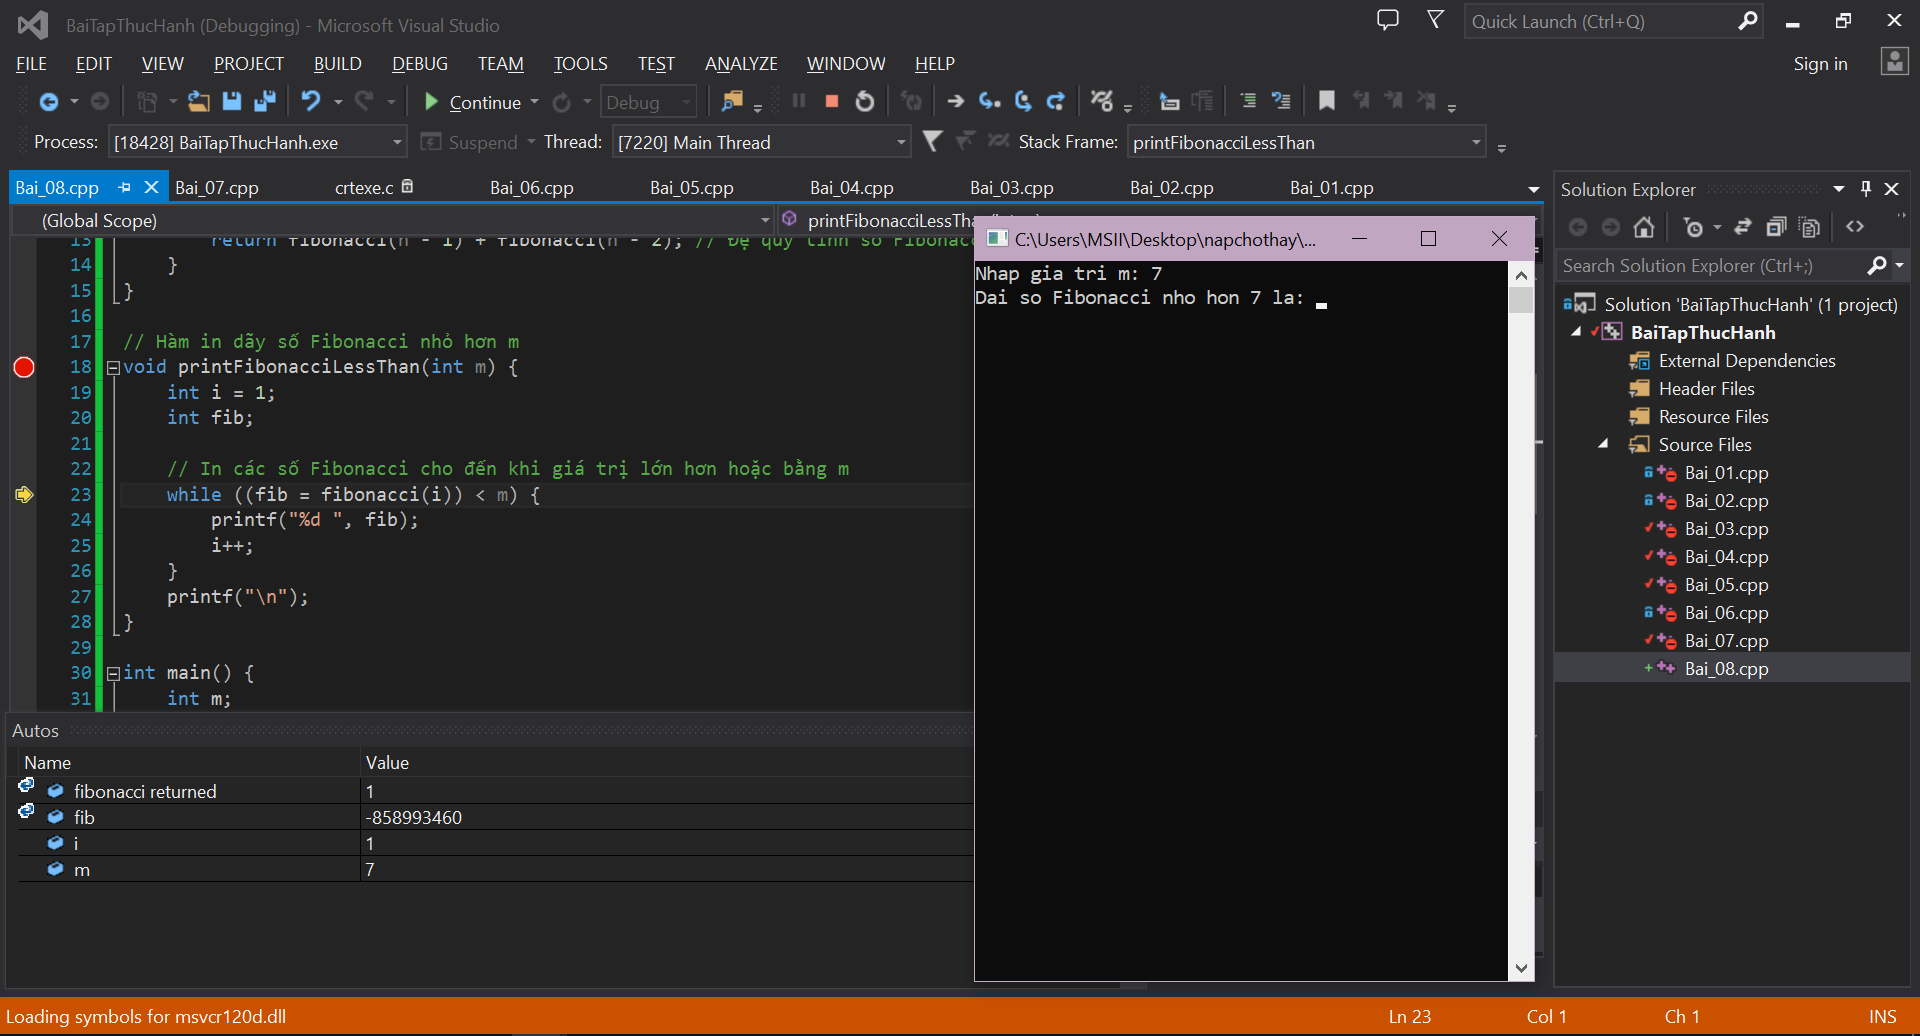 BaiTapThucHanh (Debugging) - Microsoft Visual Studio
Quick Launch (Ctrl+Q)
FILE EDIT VIEW PROJECT BUILD DEBUG TEAM TOOLS TEST ANALYZE WINDOW HELP
Sign in
Continue Debug
Process: [18428] BaiTapThucHanh.exe Suspend Thread: [7220] Main Thread Stack Frame: printFibonacciLessThan
Bai_08.cpp Bai_07.cpp crtexe.c Bai_06.cpp Bai_05.cpp Bai_04.cpp Bai_03.cpp Bai_02.cpp Bai_01.cpp
(Global Scope) printFibonacciLessTha
13 return fibonacci(n - 1) + fibonacci(n - 2); // Đệ quy tính số Fibonacc
14 }
15 }
16
17 // Hàm in dãy số Fibonacci nhỏ hơn m
18 void printFibonacciLessThan(int m) {
19 int i = 1;
20 int fib;
21
22 // In các số Fibonacci cho đến khi giá trị lớn hơn hoặc bằng m
23 while ((fib = fibonacci(i)) < m) {
24 printf("%d ", fib);
25 i++;
26 }
27 printf("\n");
28 }
29
30 int main() {
31 int m;
C:\Users\MSII\Desktop\napchothay\...
Nhap gia tri m: 7
Dai so Fibonacci nho hon 7 la:
Autos
Name Value
fibonacci returned 1
fib -858993460
i 1
m 7
Solution Explorer
Search Solution Explorer (Ctrl+;)
Solution 'BaiTapThucHanh' (1 project)
BaiTapThucHanh
External Dependencies
Header Files
Resource Files
Source Files
Bai_01.cpp
Bai_02.cpp
Bai_03.cpp
Bai_04.cpp
Bai_05.cpp
Bai_06.cpp
Bai_07.cpp
Bai_08.cpp
Loading symbols for msvcr120d.dll
Ln 23 Col 1 Ch 1 INS